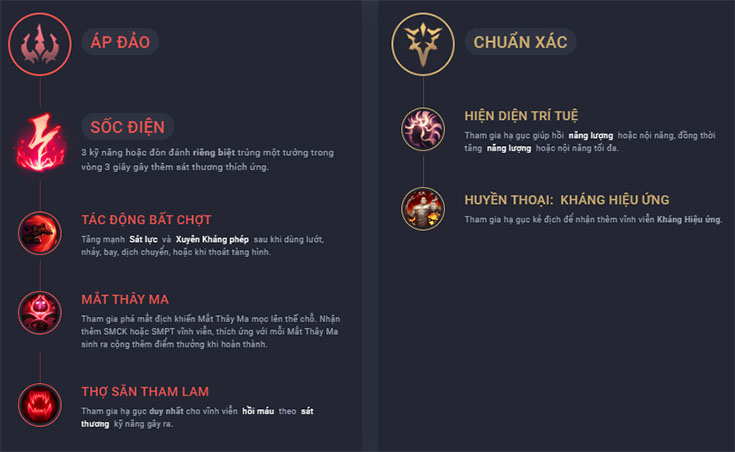 ÁP ĐẢO
SỐC ĐIỆN
3 kỹ năng hoặc đòn đánh riêng biệt trúng một tướng trong
vòng 3 giây gây thêm sát thương thích ứng.
TÁC ĐỘNG BẤT CHỢT
Tăng mạnh Sát lực và Xuyên Kháng phép sau khi dùng lướt,
nhảy, bay, dịch chuyển, hoặc khi thoát tàng hình.
MẮT THÂY MA
Tham gia phá mắt địch khiến Mắt Thây Ma mọc lên thế chỗ. Nhận
thêm SMCK hoặc SMPT vĩnh viễn, thích ứng với mỗi Mắt Thây Ma
sinh ra cộng thêm điểm thưởng khi hoàn thành.
THỢ SĂN THAM LAM
Tham gia hạ gục duy nhất cho vĩnh viễn hồi máu theo sát
thương kỹ năng gây ra.
CHUẨN XÁC
HIỆN DIỆN TRÍ TUỆ
Tham gia hạ gục giúp hồi năng lượng hoặc nội năng, đồng thời
tăng năng lượng hoặc nội năng tối đa.
HUYỀN THOẠI: KHÁNG HIỆU ỨNG
Tham gia hạ gục kẻ địch để nhận thêm vĩnh viễn Kháng Hiệu ứng.